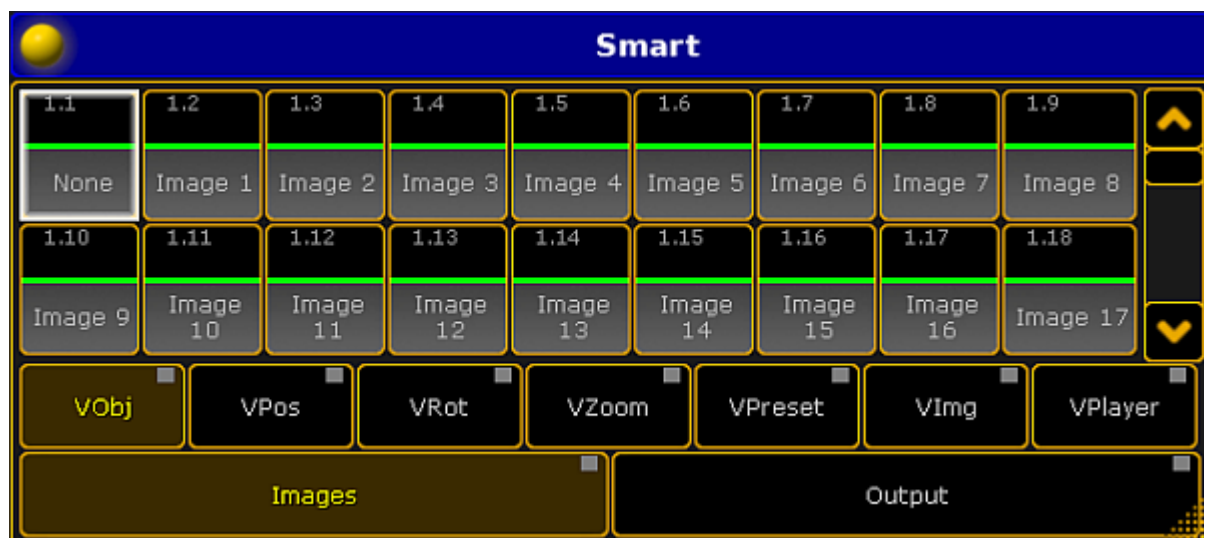 Smart
1.1 1.2 1.3 1.4 1.5 1.6 1.7 1.8 1.9
None Image 1 Image 2 Image 3 Image 4 Image 5 Image 6 Image 7 Image 8
1.10 1.11 1.12 1.13 1.14 1.15 1.16 1.17 1.18
Image 9 Image 10 Image 11 Image 12 Image 13 Image 14 Image 15 Image 16 Image 17
VObj VPos VRot VZoom VPreset VImg VPlayer
Images Output